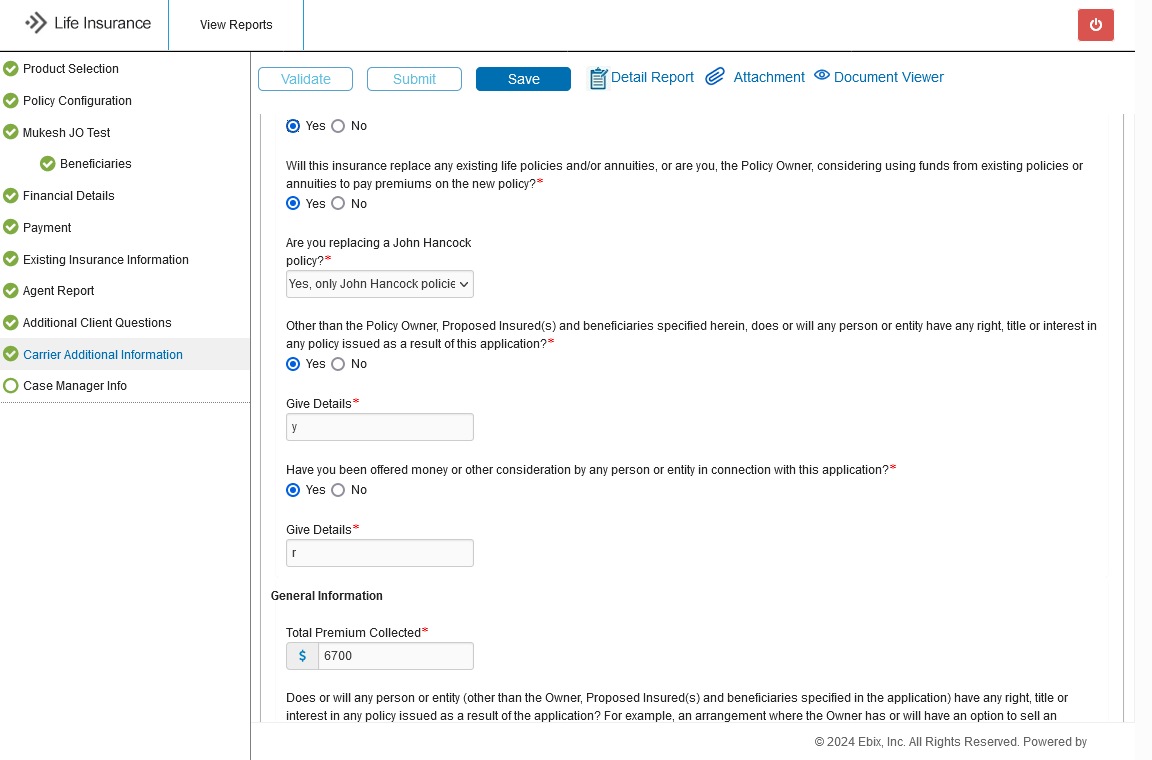 Life Insurance
View Reports
Product Selection
Policy Configuration
Mukesh JO Test
Beneficiaries
Financial Details
Payment
Existing Insurance Information
Agent Report
Additional Client Questions
Carrier Additional Information
Case Manager Info
Validate
Submit
Save
Detail Report
Attachment
Document Viewer
Yes No
Will this insurance replace any existing life policies and/or annuities, or are you, the Policy Owner, considering using funds from existing policies or
annuities to pay premiums on the new policy?*
Yes No
Are you replacing a John Hancock
policy?*
Yes, only John Hancock policie
Other than the Policy Owner, Proposed Insured(s) and beneficiaries specified herein, does or will any person or entity have any right, title or interest in
any policy issued as a result of this application?*
Yes No
Give Details*
y
Have you been offered money or other consideration by any person or entity in connection with this application?*
Yes No
Give Details*
r
General Information
Total Premium Collected*
$ 6700
Does or will any person or entity (other than the Owner, Proposed Insured(s) and beneficiaries specified in the application) have any right, title or
interest in any policy issued as a result of the application? For example, an arrangement where the Owner has or will have an option to sell an
© 2024 Ebix, Inc. All Rights Reserved. Powered by